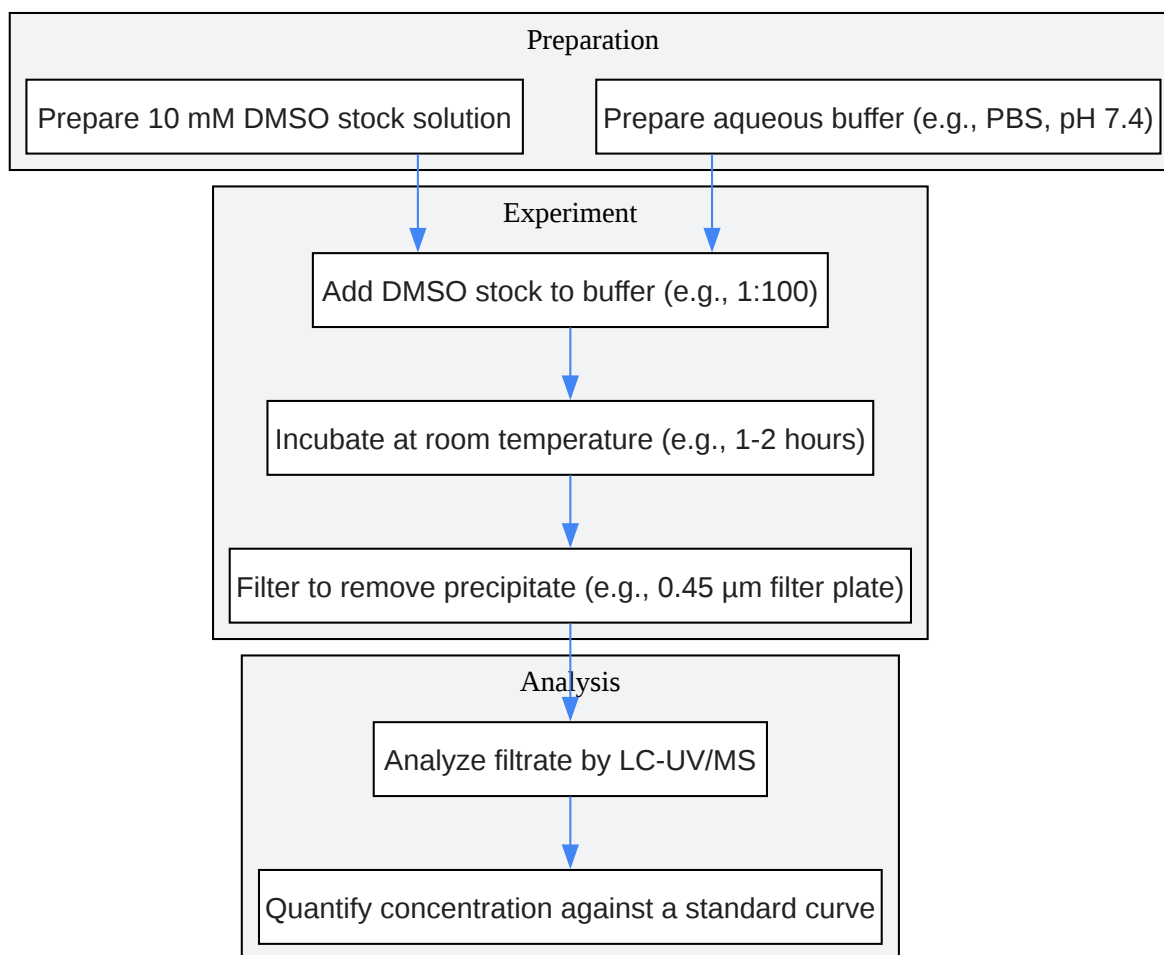 Preparation
Prepare 10 mM DMSO stock solution
Prepare aqueous buffer (e.g., PBS, pH 7.4)
Experiment
Add DMSO stock to buffer (e.g., 1:100)
Incubate at room temperature (e.g., 1-2 hours)
Filter to remove precipitate (e.g., 0.45 µm filter plate)
Analysis
Analyze filtrate by LC-UV/MS
Quantify concentration against a standard curve